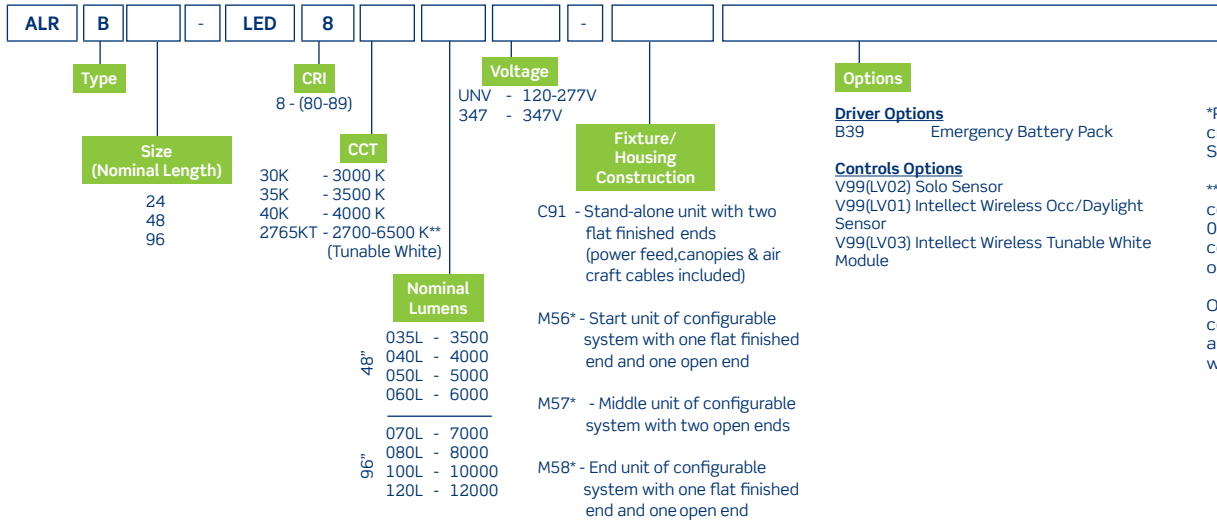 ALR B - LED 8 -
Type
Size
(Nominal Length)
24
48
96
CRI
8 - (80-89)
CCT
30K - 3000 K
35K - 3500 K
40K - 4000 K
2765KT - 2700-6500 K**
(Tunable White)
Nominal
Lumens
48”
035L - 3500
040L - 4000
050L - 5000
060L - 6000
96”
070L - 7000
080L - 8000
100L - 10000
120L - 12000
Voltage
UNV - 120-277V
347 - 347V
Fixture/
Housing
Construction
C91 - Stand-alone unit with two
flat finished ends
(power feed,canopies & air
craft cables included)
M56* - Start unit of configurable
system with one flat finished
end and one open end
M57* - Middle unit of configurable
system with two open ends
M58* - End unit of configurable
system with one flat finished
end and one open end
Options
Driver Options
B39 Emergency Battery Pack
Controls Options
V99(LV02) Solo Sensor
V99(LV01) Intellect Wireless Occ/Daylight
Sensor
V99(LV03) Intellect Wireless Tunable White
Module